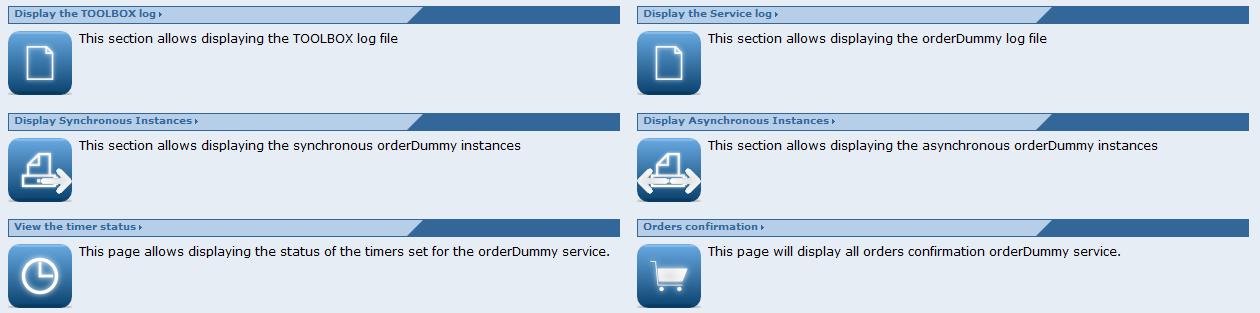 Display the TOOLBOX log
This section allows displaying the TOOLBOX log file
Display the Service log
This section allows displaying the orderDummy log file
Display Synchronous Instances
This section allows displaying the synchronous orderDummy instances
Display Asynchronous Instances
This section allows displaying the asynchronous orderDummy instances
View the timer status
This page allows displaying the status of the timers set for the orderDummy service.
Orders confirmation
This page will display all orders confirmation orderDummy service.